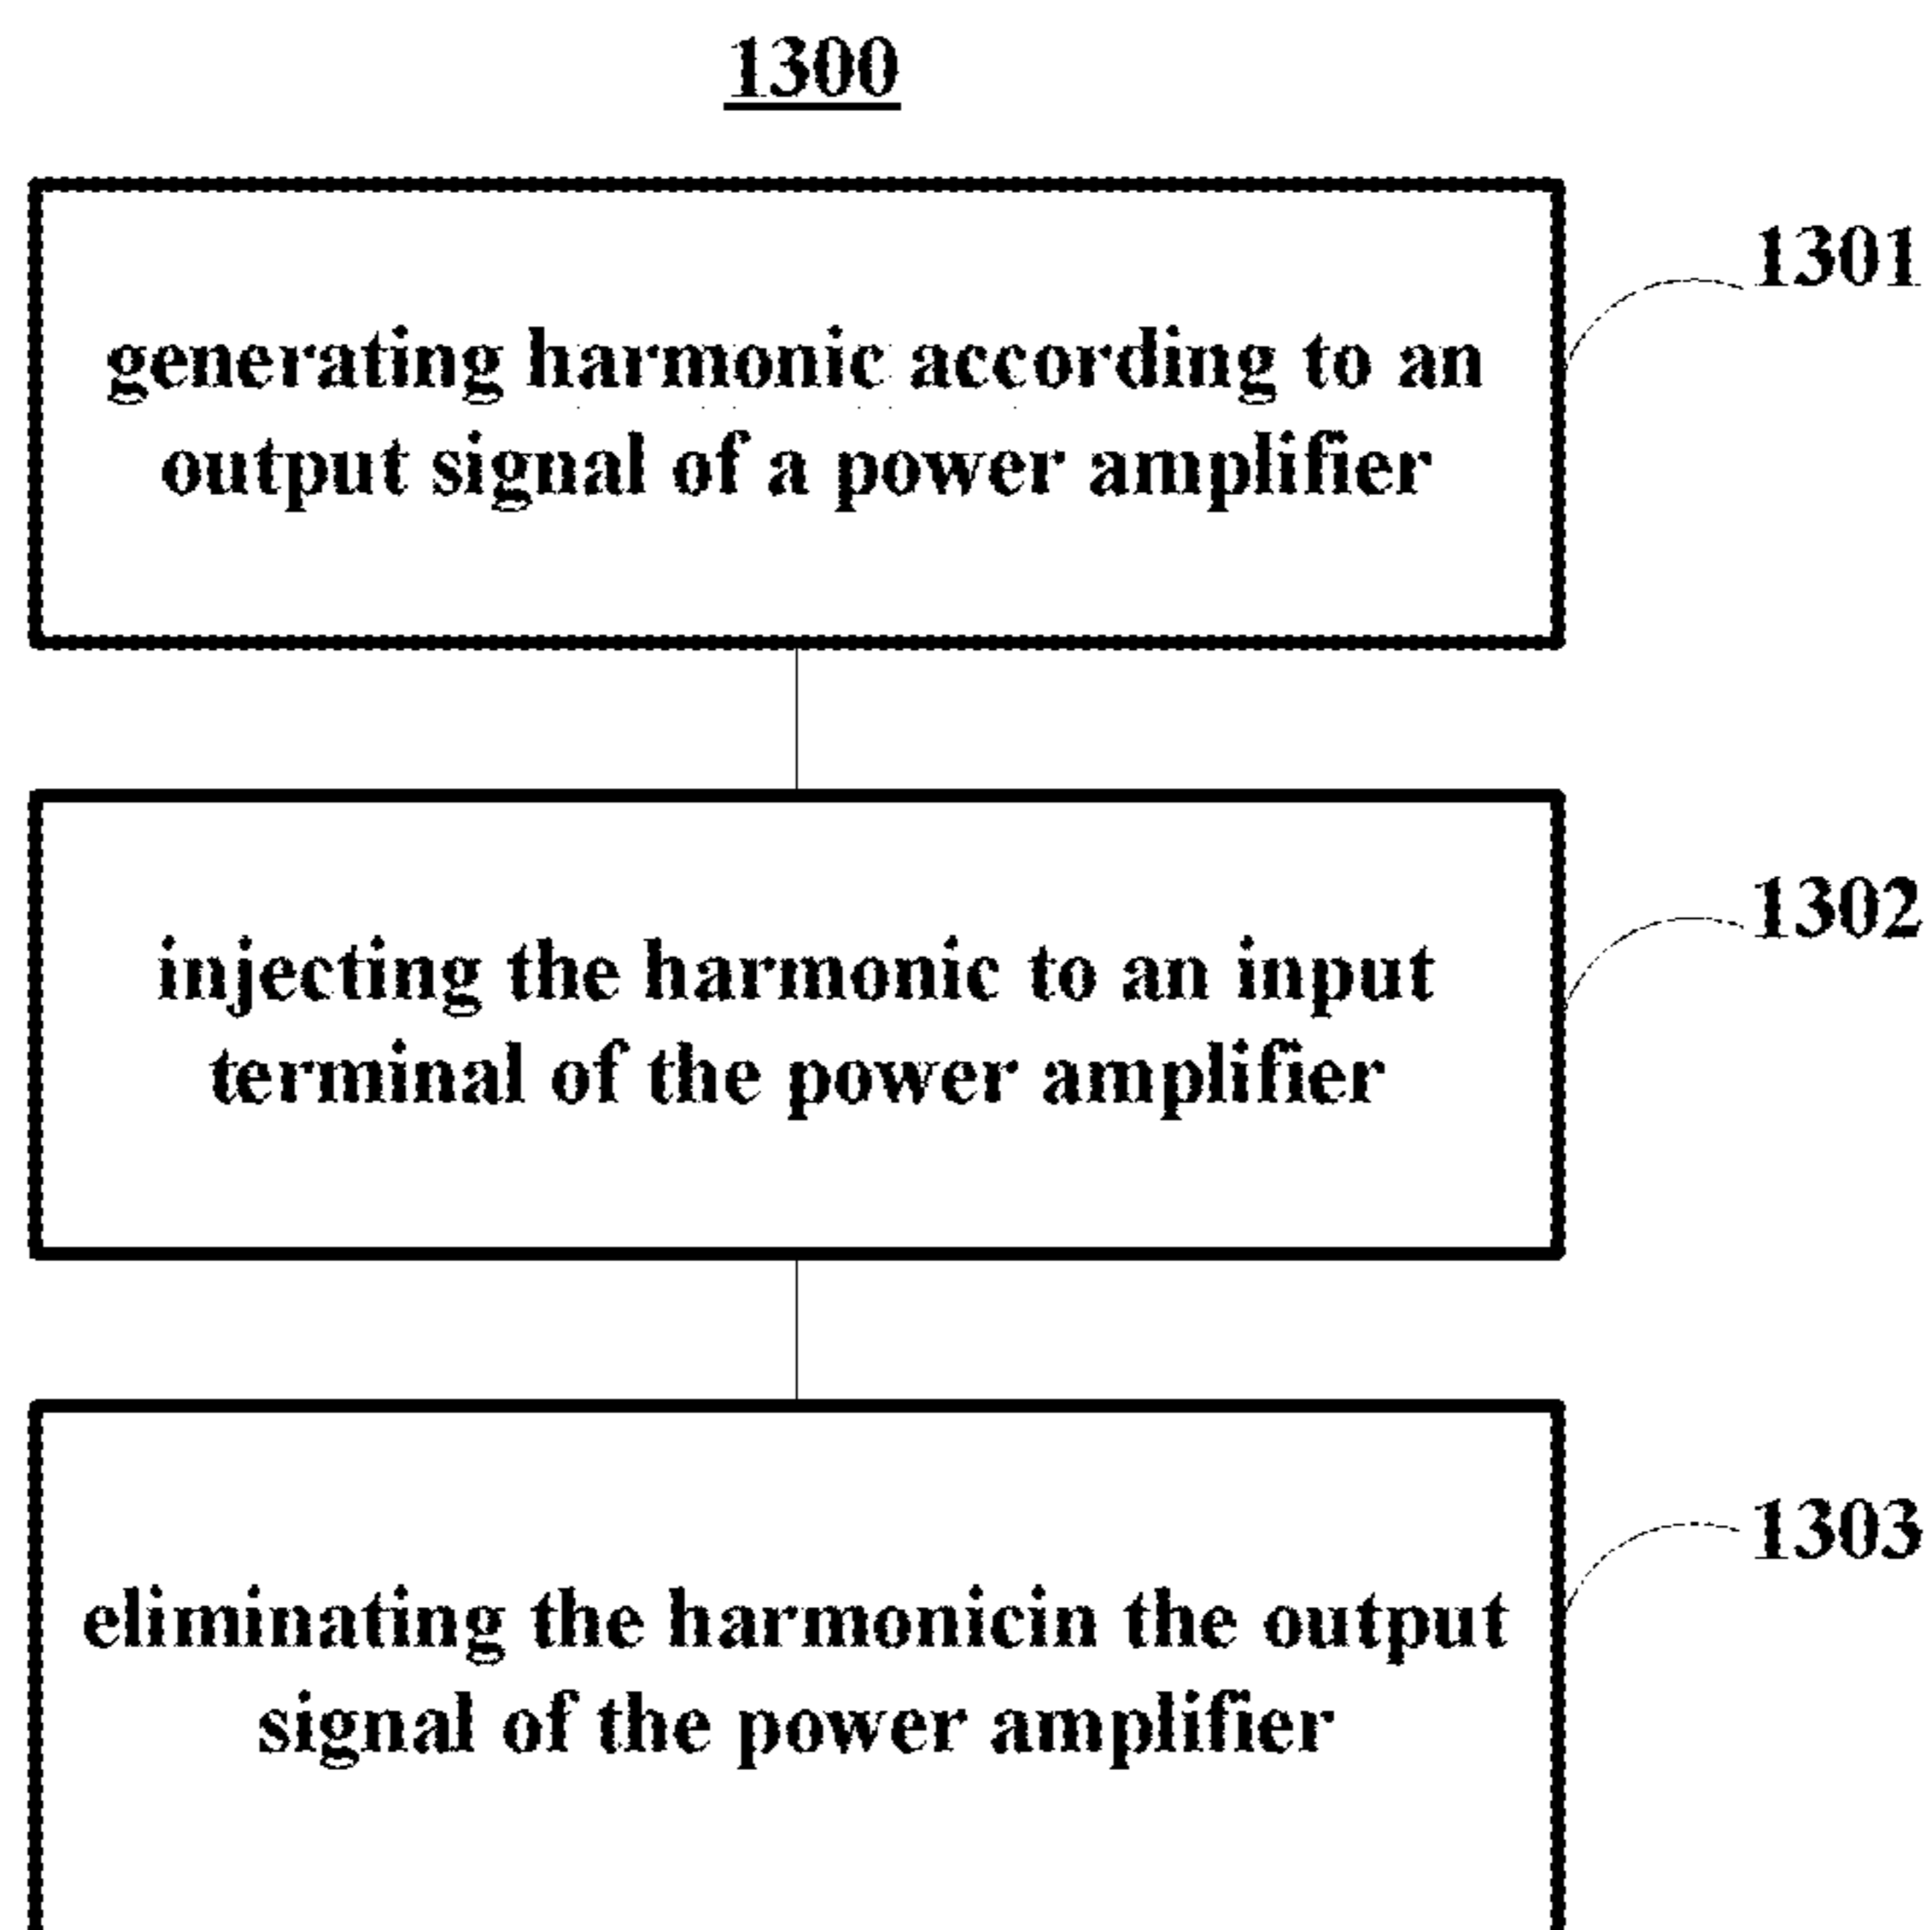 1300
1301
generating harmonic according to an
output signal of a power amplifier
1302
injecting the harmonic to an input
terminal of the power amplifier
1303
eliminating the harmonicin the output
signal of the power amplifier